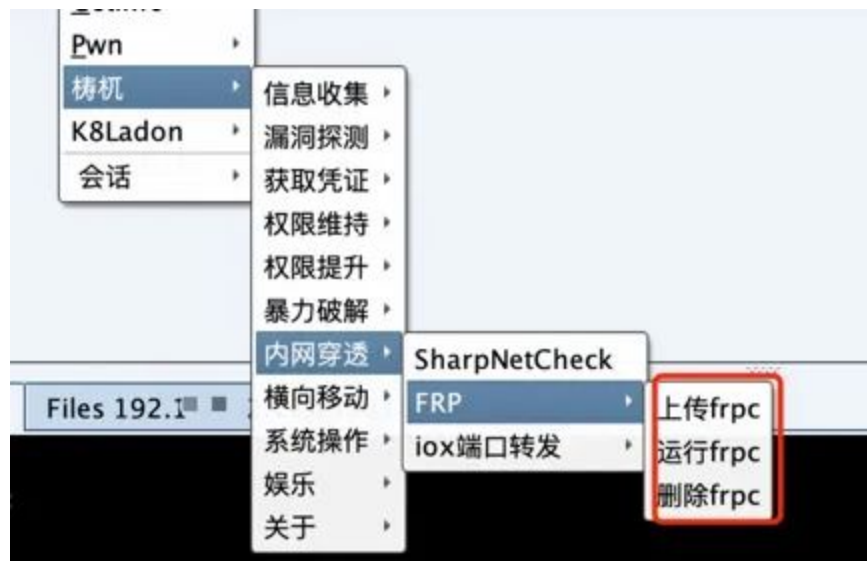 Pwn
梼杌
K8Ladon
会话
信息收集
漏洞探测
获取凭证
权限维持
权限提升
暴力破解
内网穿透
横向移动
系统操作
娱乐
关于
SharpNetCheck
FRP
iox端口转发
上传frpc
运行frpc
删除frpc
Files 192.1